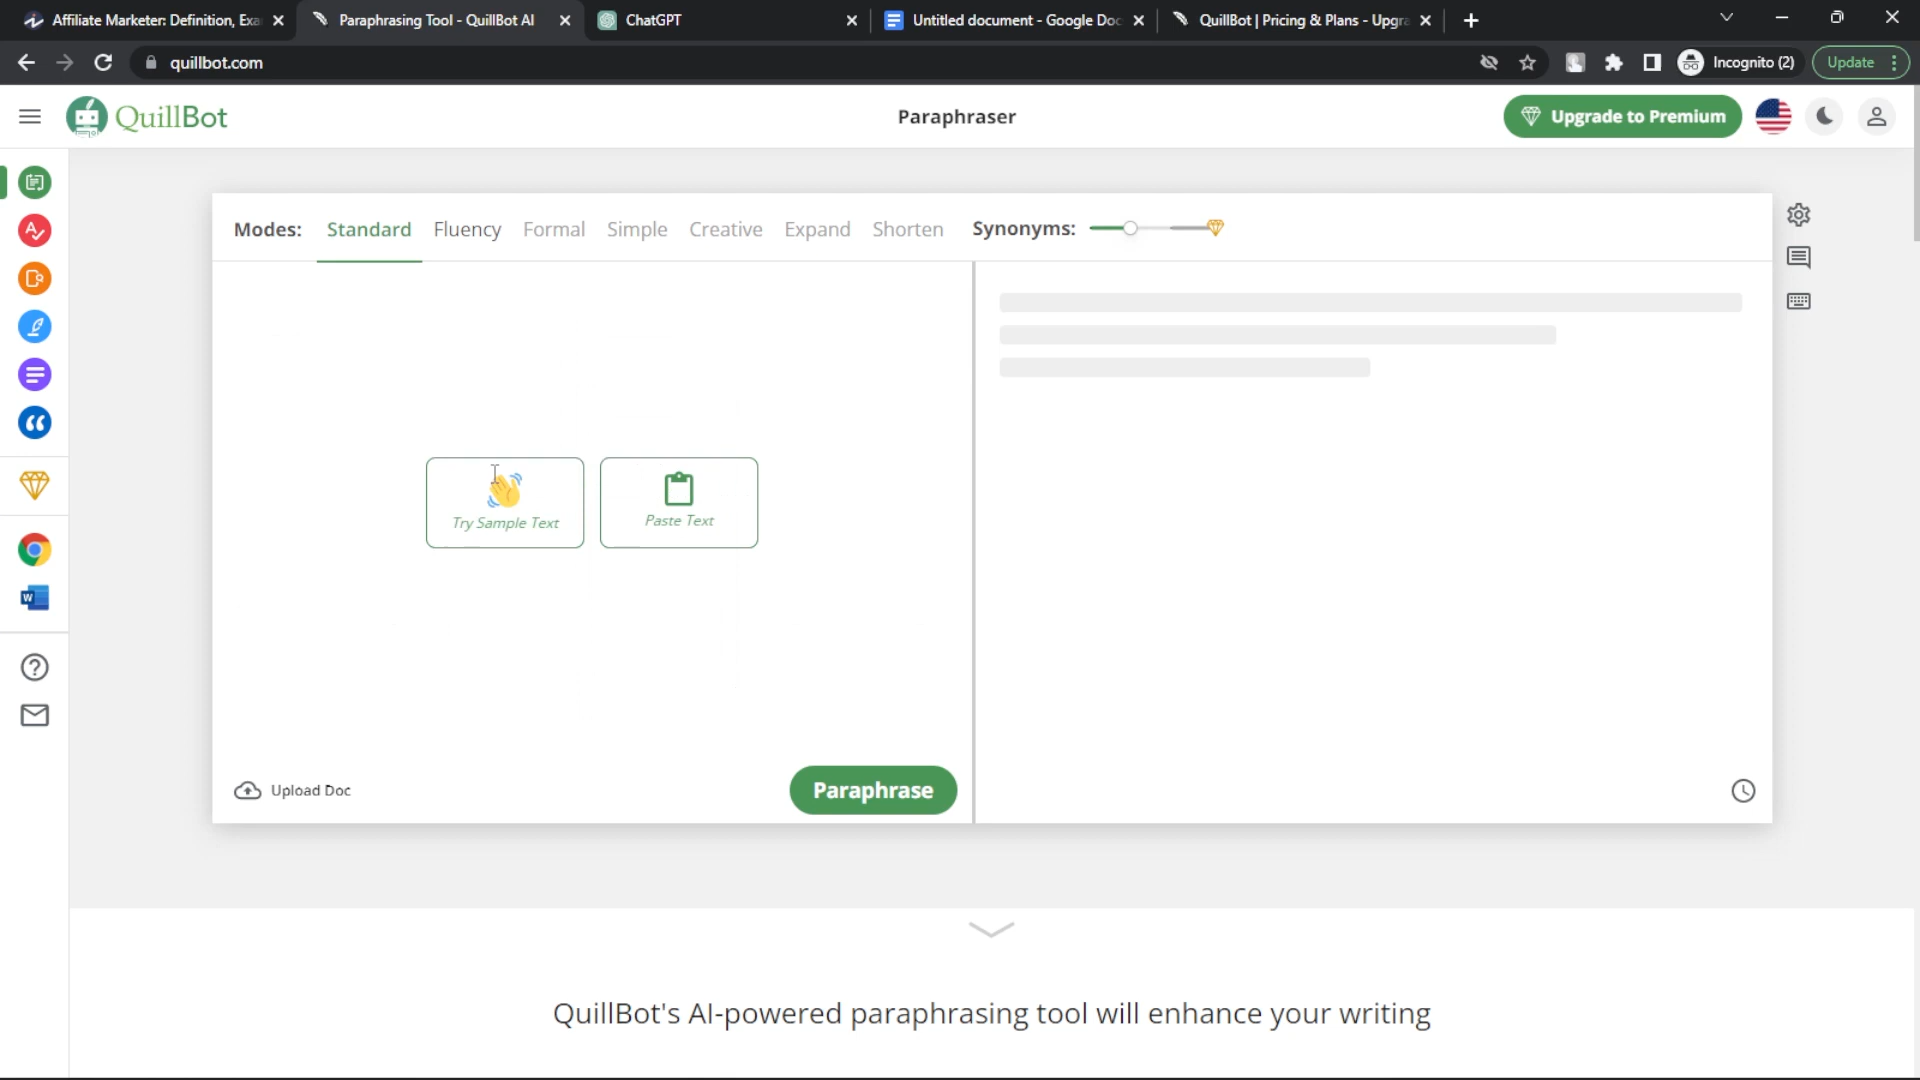 Affiliate Marketer: Definition, Exa
Paraphrasing Tool - QuillBot AI
ChatGPT
Untitled document - Google Doc
QuillBot | Pricing & Plans - Upgra
quillbot.com
Incognito (2)
Update
QuillBot
Paraphraser
Upgrade to Premium
Modes: Standard Fluency Formal Simple Creative Expand Shorten Synonyms:
Try Sample Text
Paste Text
Upload Doc
Paraphrase
QuillBot's AI-powered paraphrasing tool will enhance your writing